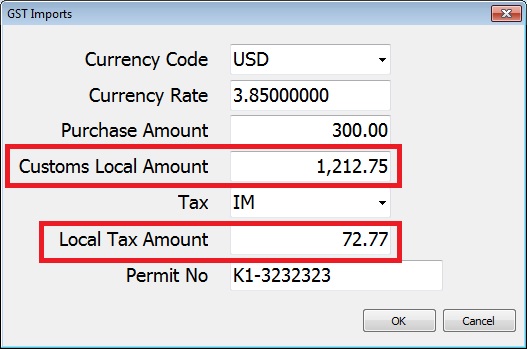 GST Imports
Currency Code USD
Currency Rate 3.85000000
Purchase Amount 300.00
Customs Local Amount 1,212.75
Tax IM
Local Tax Amount 72.77
Permit No K1-3232323
OK Cancel